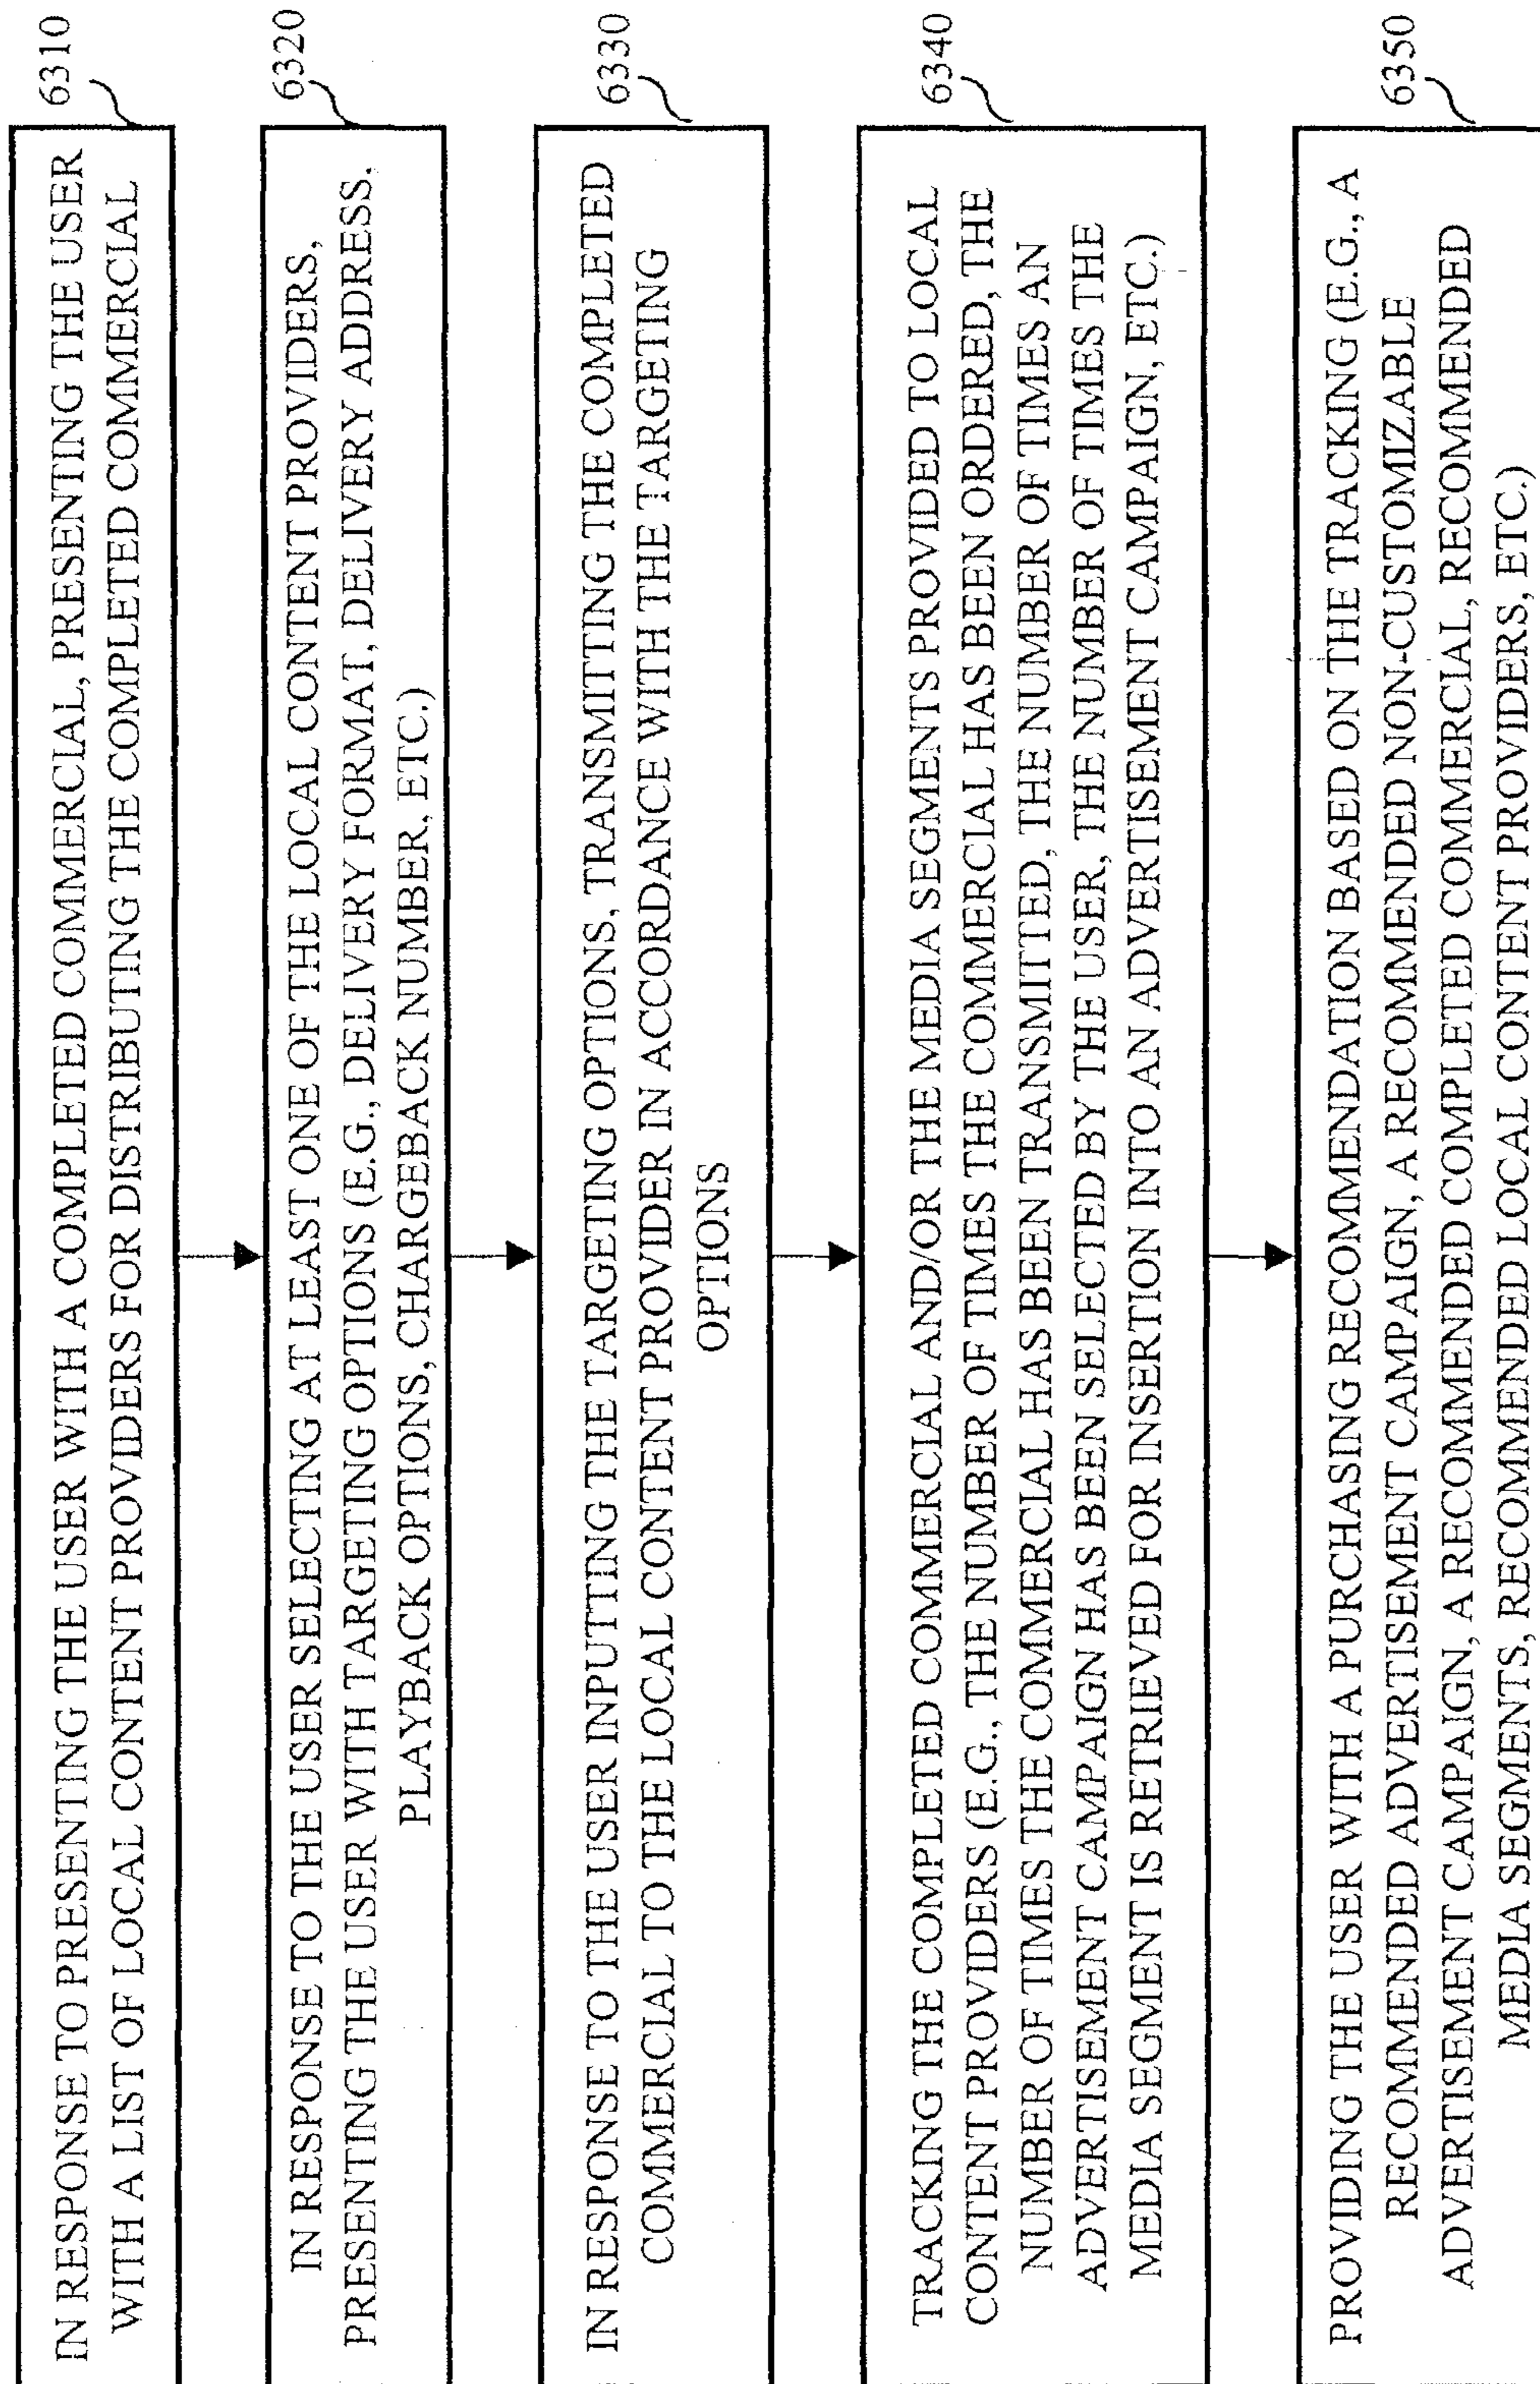 6310
IN RESPONSE TO PRESENTING THE USER WITH A COMPLETED COMMERCIAL, PRESENTING THE USER
WITH A LIST OF LOCAL CONTENT PROVIDERS FOR DISTRIBUTING THE COMPLETED COMMERCIAL
6320
IN RESPONSE TO THE USER SELECTING AT LEAST ONE OF THE LOCAL CONTENT PROVIDERS,
PRESENTING THE USER WITH TARGETING OPTIONS (E.G., DELIVERY FORMAT, DELIVERY ADDRESS,
PLAYBACK OPTIONS, CHARGEBACK NUMBER, ETC.)
6330
IN RESPONSE TO THE USER INPUTTING THE TARGETING OPTIONS, TRANSMITTING THE COMPLETED
COMMERCIAL TO THE LOCAL CONTENT PROVIDER IN ACCORDANCE WITH THE TARGETING
OPTIONS
6340
TRACKING THE COMPLETED COMMERCIAL AND/OR THE MEDIA SEGMENTS PROVIDED TO LOCAL
CONTENT PROVIDERS (E.G., THE NUMBER OF TIMES THE COMMERCIAL HAS BEEN ORDERED, THE
NUMBER OF TIMES THE COMMERCIAL HAS BEEN TRANSMITTED, THE NUMBER OF TIMES AN
ADVERTISEMENT CAMPAIGN HAS BEEN SELECTED BY THE USER, THE NUMBER OF TIMES THE
MEDIA SEGMENT IS RETRIEVED FOR INSERTION INTO AN ADVERTISEMENT CAMPAIGN, ETC.)
6350
PROVIDING THE USER WITH A PURCHASING RECOMMENDATION BASED ON THE TRACKING (E.G., A
RECOMMENDED ADVERTISEMENT CAMPAIGN, A RECOMMENDED NON-CUSTOMIZABLE
ADVERTISEMENT CAMPAIGN, A RECOMMENDED COMPLETED COMMERCIAL, RECOMMENDED
MEDIA SEGMENTS, RECOMMENDED LOCAL CONTENT PROVIDERS, ETC.)